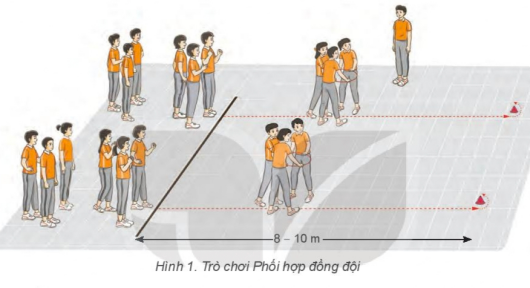 8 – 10 m
Hình 1. Trò chơi Phối hợp đồng đội